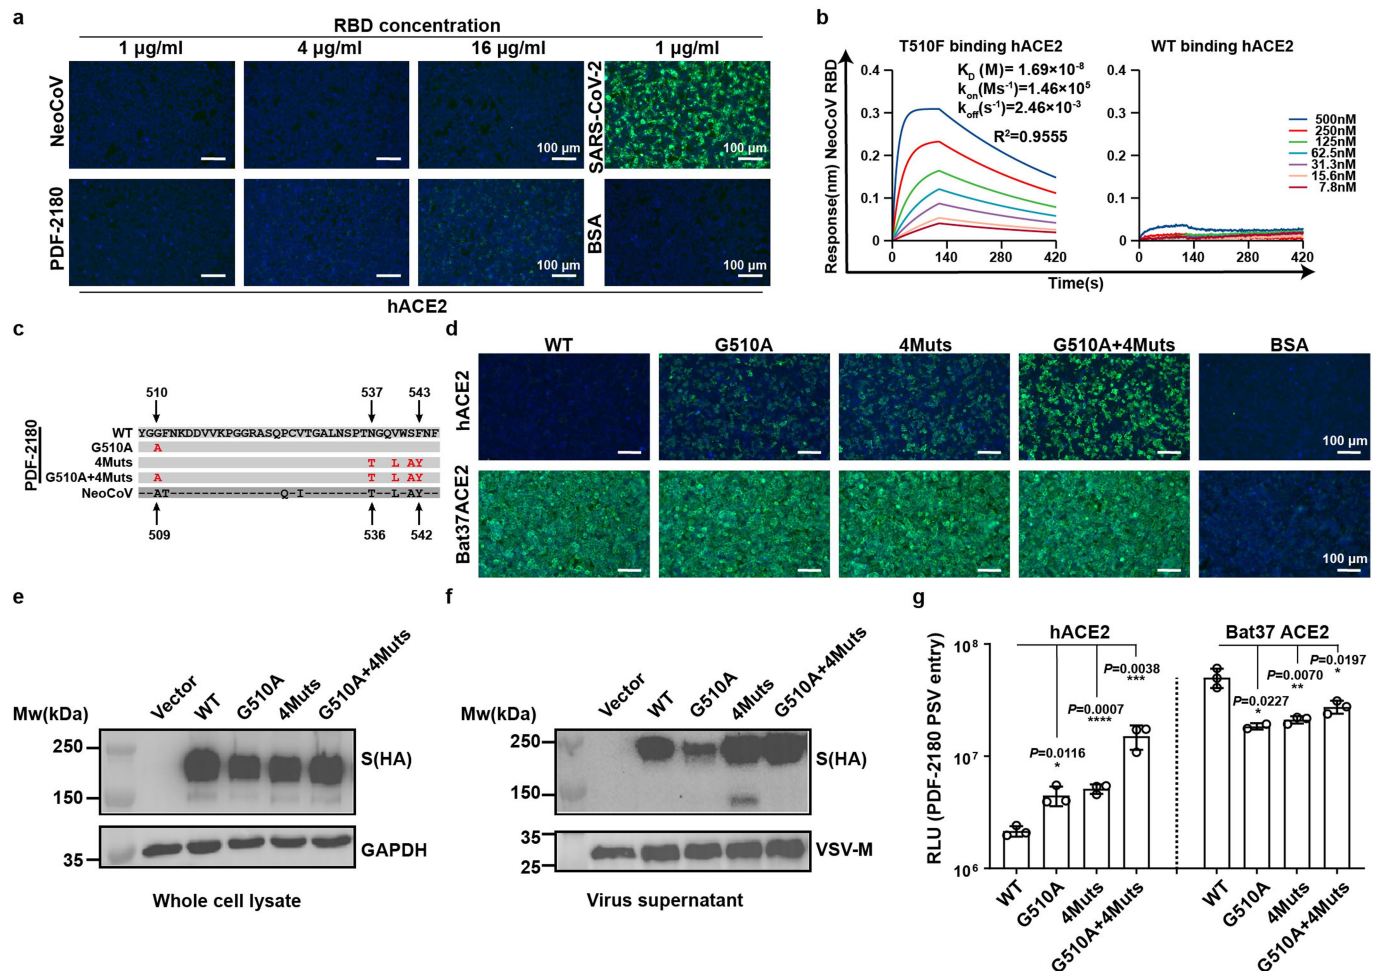 a
RBD concentration
1 μg/ml 4 μg/ml 16 μg/ml 1 μg/ml
NeoCoV
SARS-CoV-2
100 μm 100 μm
PDF-2180
BSA
100 μm 100 μm
hACE2
b
T510F binding hACE2 WT binding hACE2
K_D (M)= 1.69×10⁻⁸
k_on(Ms⁻¹)=1.46×10⁵
k_off(s⁻¹)=2.46×10⁻³
R²=0.9555
Response(nm) NeoCoV RBD
0.4 0.4
0.3 0.3
0.2 0.2
0.1 0.1
0 0
0 140 280 420 0 140 280 420
Time(s)
500nM
250nM
125nM
62.5nM
31.3nM
15.6nM
7.8nM
c
510 537 543
PDF-2180
WT YGGFNKDDVVKPGGRASQPCVTGALNSPTNGQVWSFNF
G510A A
4Muts T L AY
G510A+4Muts A T L AY
NeoCoV --AT--------------Q-I--------T--L-AY--
509 536 542
d
WT G510A 4Muts G510A+4Muts BSA
hACE2
100 μm
Bat37ACE2
100 μm
e
Vector WT G510A 4Muts G510A+4Muts
Mw(kDa)
250
S(HA)
150
GAPDH
35
Whole cell lysate
f
Vector WT G510A 4Muts G510A+4Muts
Mw(kDa)
250
S(HA)
150
35
VSV-M
25
Virus supernatant
g
RLU (PDF-2180 PSV entry)
10⁸
10⁷
10⁶
hACE2 Bat37 ACE2
P=0.0116
*
P=0.0007
****
P=0.0038
***
P=0.0227
*
P=0.0070
**
P=0.0197
*
WT G510A 4Muts G510A+4Muts WT G510A 4Muts G510A+4Muts